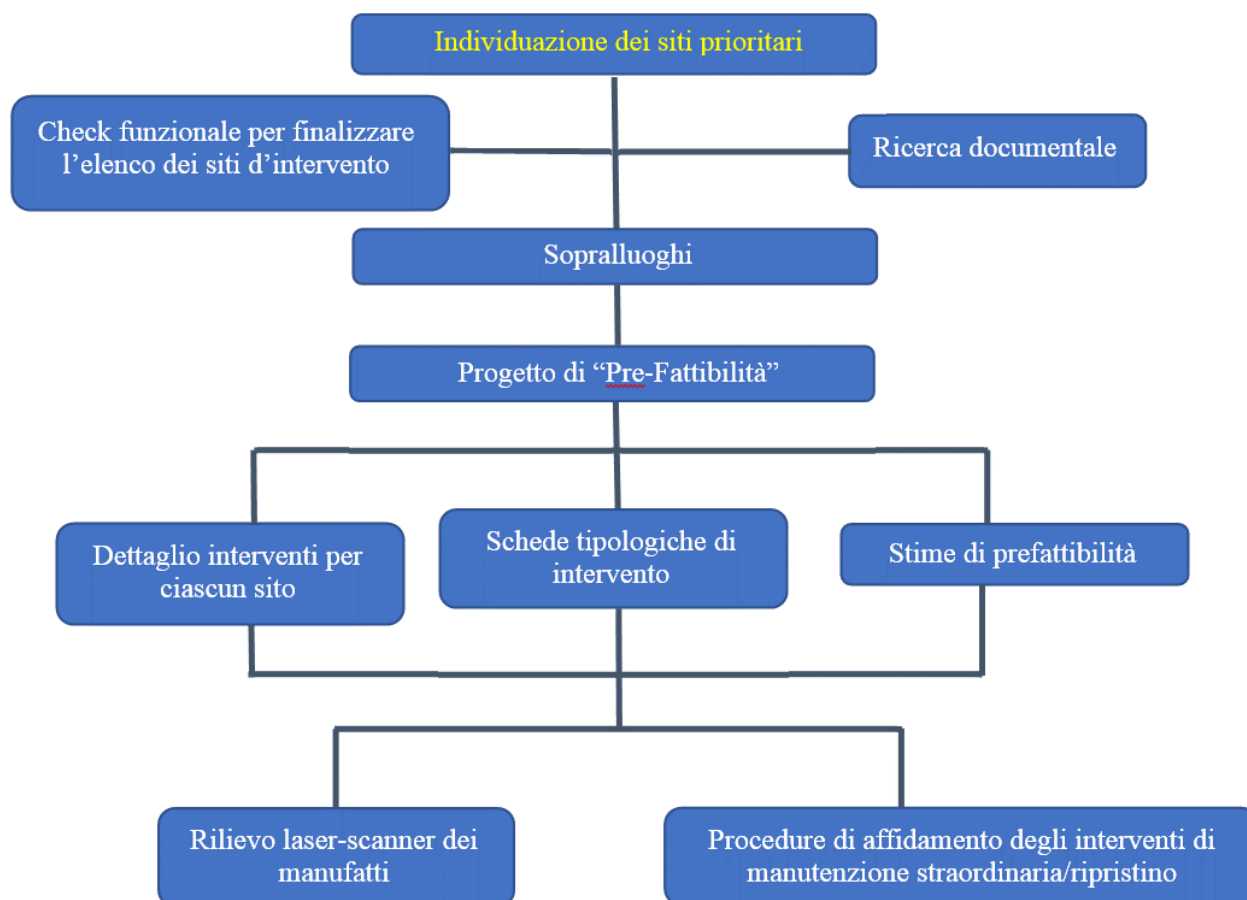 Individuazione dei siti prioritari
Check funzionale per finalizzare
l’elenco dei siti d’intervento
Ricerca documentale
Sopralluoghi
Progetto di “Pre-Fattibilità”
Dettaglio interventi per
ciascun sito
Schede tipologiche di
intervento
Stime di prefattibilità
Rilievo laser-scanner dei
manufatti
Procedure di affidamento degli interventi di
manutenzione straordinaria/ripristino